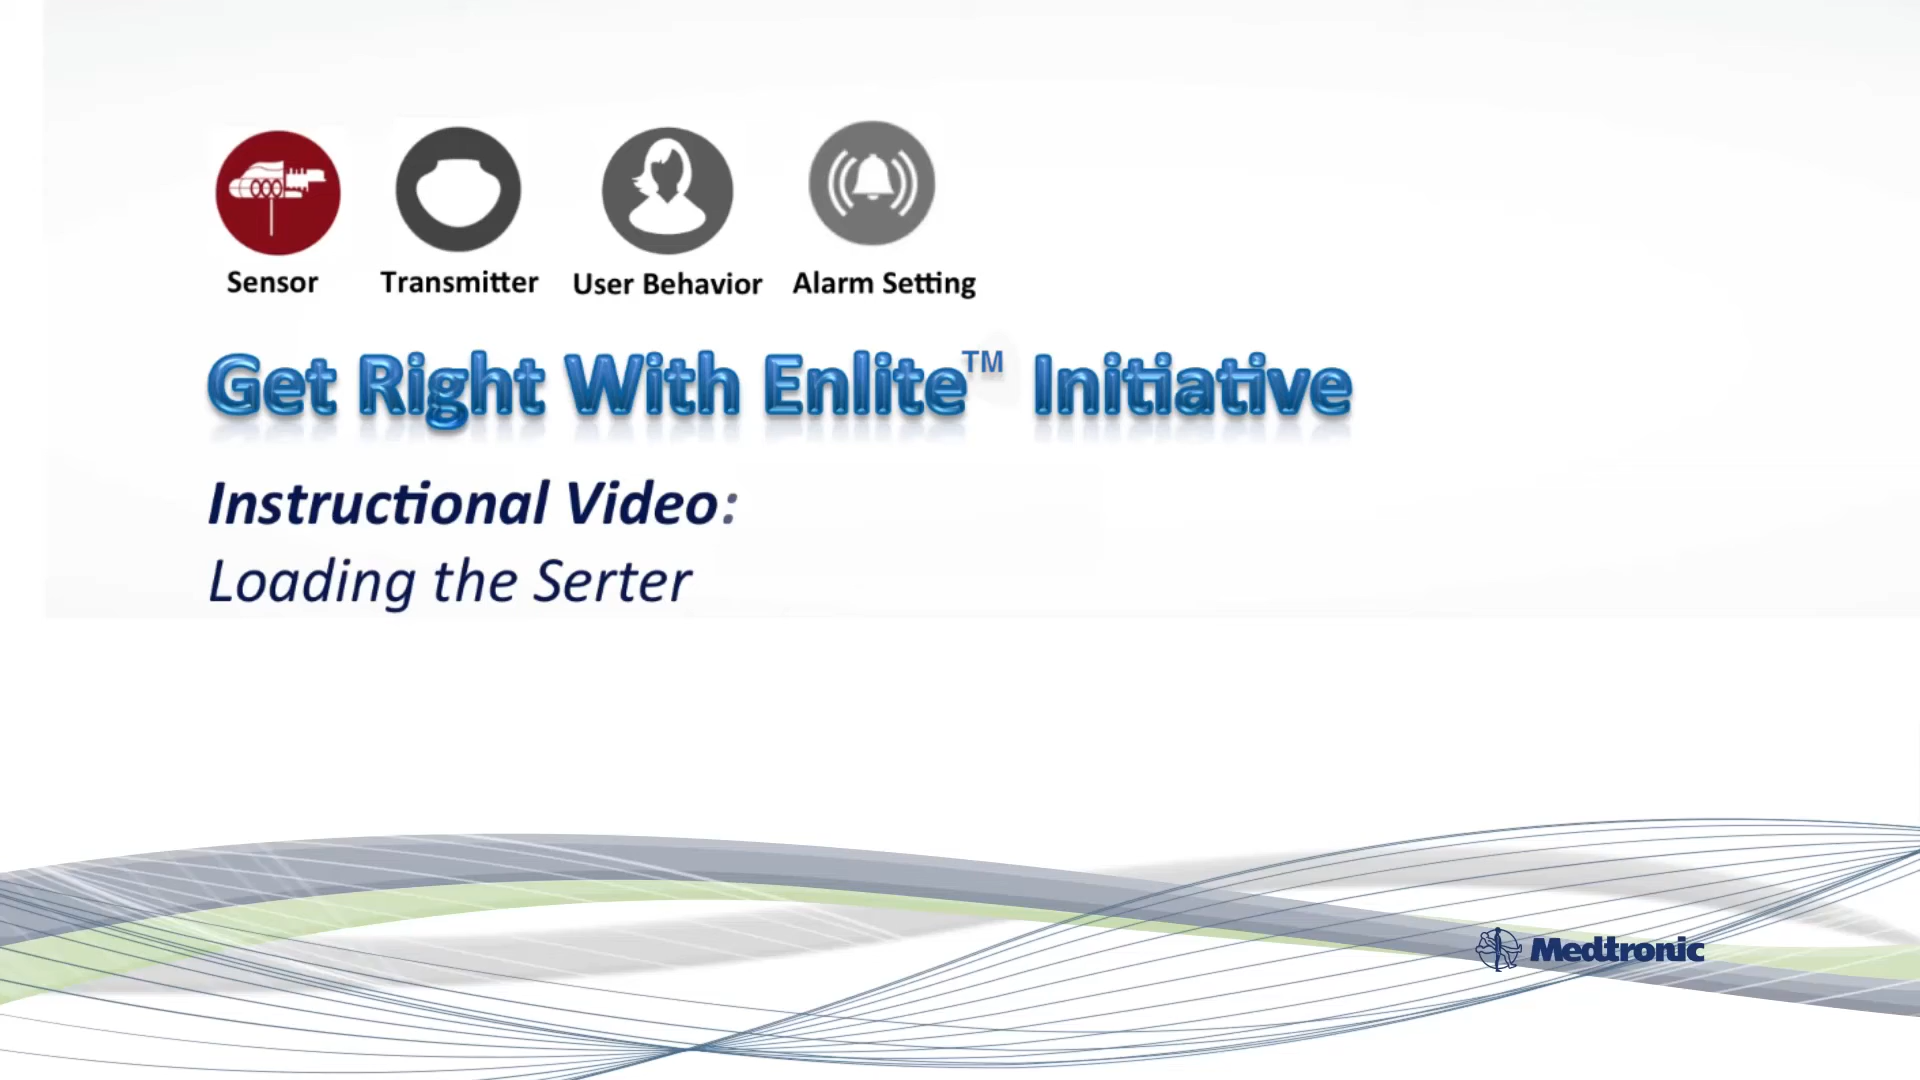 Sensor Transmitter User Behavior Alarm Setting
Get Right With Enlite™ Initiative
Instructional Video:
Loading the Serter
Medtronic